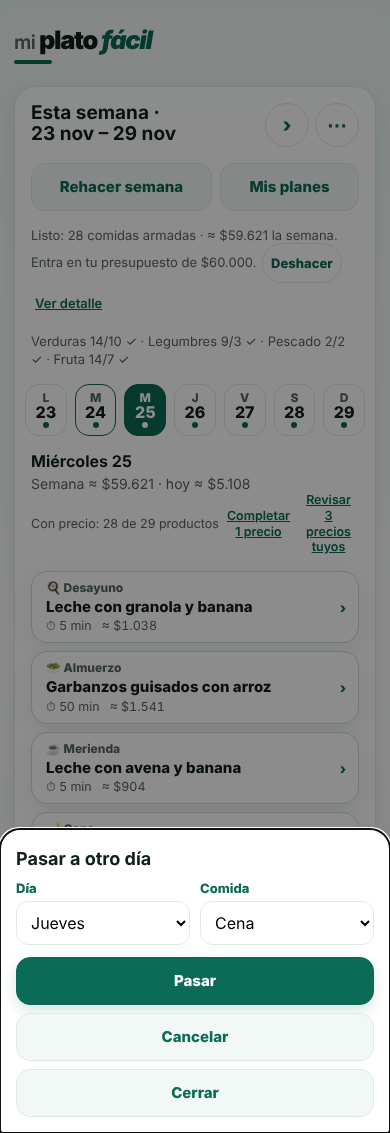 mi plato fácil
Esta semana ·
23 nov – 29 nov
›
···
Rehacer semana
Mis planes
Listo: 28 comidas armadas · ≈ $59.621 la semana.
Entra en tu presupuesto de $60.000.
Deshacer
Ver detalle
Verduras 14/10 ✓ · Legumbres 9/3 ✓ · Pescado 2/2
✓ · Fruta 14/7 ✓
L M M J V S D
23 24 25 26 27 28 29
Miércoles 25
Semana ≈ $59.621 · hoy ≈ $5.108
Con precio: 28 de 29 productos
Completar
1 precio
Revisar
3
precios
tuyos
🍳 Desayuno
Leche con granola y banana
›
⏱ 5 min ≈ $1.038
🥗 Almuerzo
Garbanzos guisados con arroz
›
⏱ 50 min ≈ $1.541
☕ Merienda
Leche con avena y banana
›
⏱ 5 min ≈ $904
Pasar a otro día
Día
Comida
Jueves
Cena
Pasar
Cancelar
Cerrar